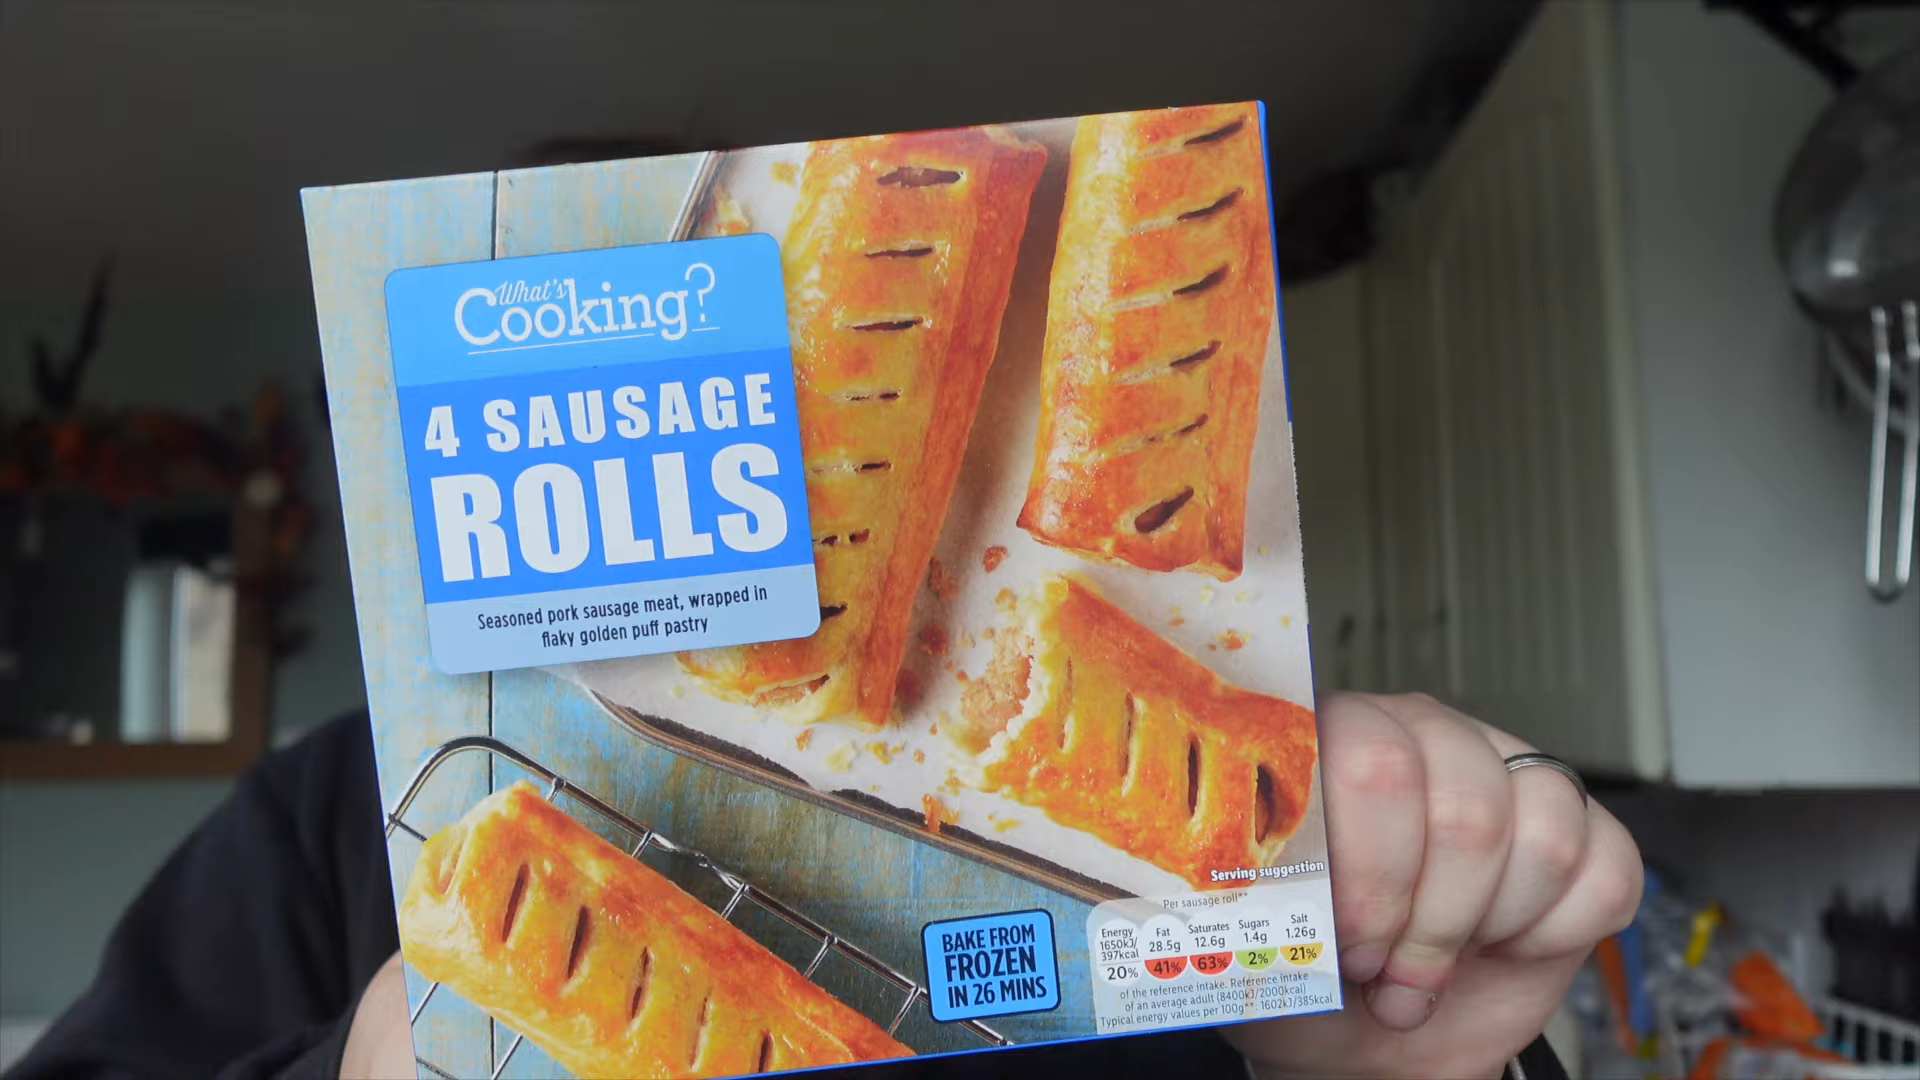 What's
Cooking?
4 SAUSAGE
ROLLS
Seasoned pork sausage meat, wrapped in
flaky golden puff pastry
BAKE FROM
FROZEN
IN 26 MINS
Serving suggestion
Per sausage roll**
Energy
1650kJ/
397kcal
20%
Fat
28.5g
41%
Saturates
12.6g
63%
Sugars
1.4g
2%
Salt
1.26g
21%
of the reference intake. Reference intake
of an average adult (8400kJ/2000kcal)
Typical energy values per 100g**: 1602kJ/385kcal